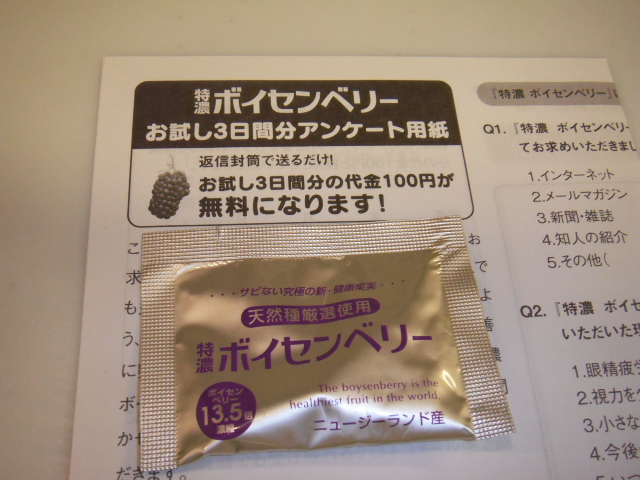 特濃 ボイセンベリー
お試し3日間分アンケート用紙
返信封筒で送るだけ!
お試し3日間分の代金100円が
無料になります!
『特濃 ボイセンベリー』に
Q1.『特濃 ボイセンベリー
てお求めいただきまし
1.インターネット
2.メールマガジン
3.新聞・雑誌
4.知人の紹介
5.その他(
Q2.『特濃 ボイセ
いただいた理
1.眼精疲労
2.視力を
3.小さな
4.今後
・・・サビない究極の新・健康果実・・・・
天然種厳選使用
特濃 ボイセンベリー
The boysenberry is the
healthiest fruit in the world.
ボイセン
ベリー
13.5倍
濃縮
ニュージーランド産
だきます。